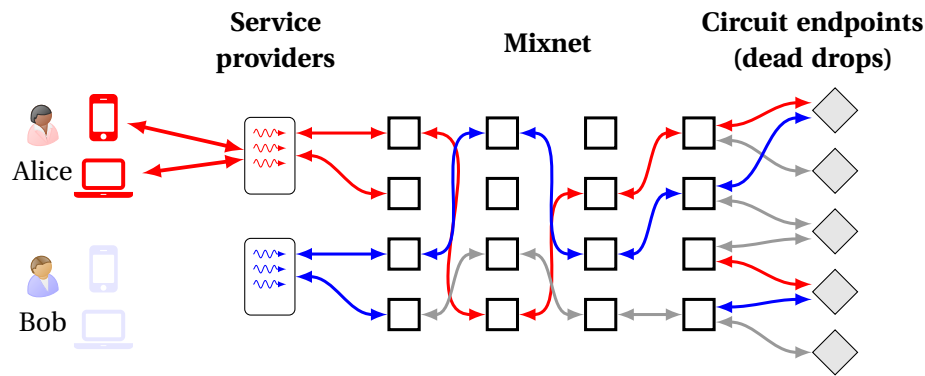 Service
providers
Mixnet
Circuit endpoints
(dead drops)
Alice
Bob